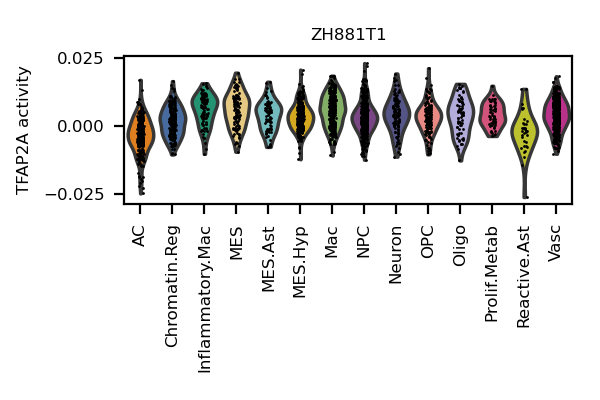 ZH881T1
TFAP2A activity
0.025
0.000
−0.025
AC
Chromatin.Reg
Inflammatory.Mac
MES
MES.Ast
MES.Hyp
Mac
NPC
Neuron
OPC
Oligo
Prolif.Metab
Reactive.Ast
Vasc